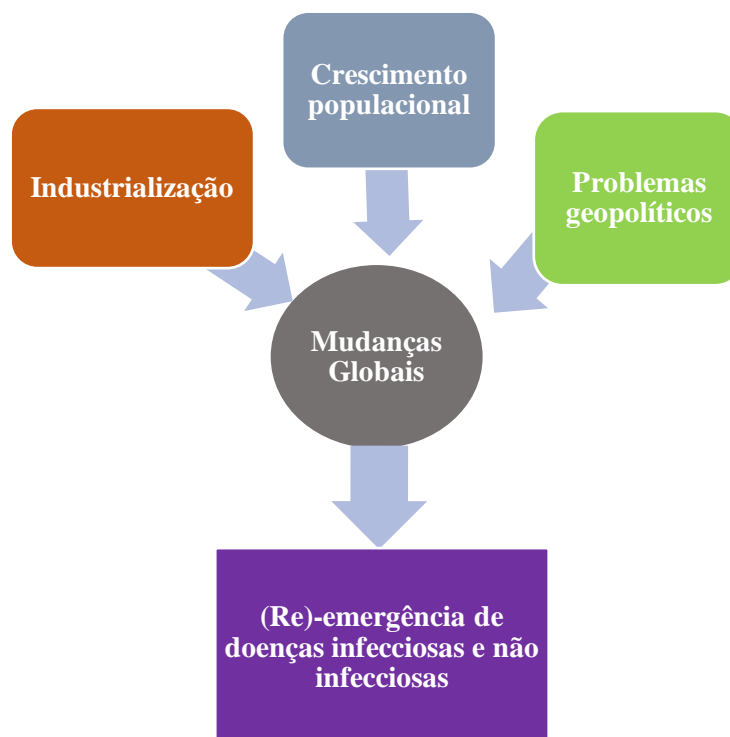 Crescimento
populacional
Industrialização
Problemas
geopolíticos
Mudanças
Globais
(Re)-emergência de
doenças infecciosas e não
infecciosas